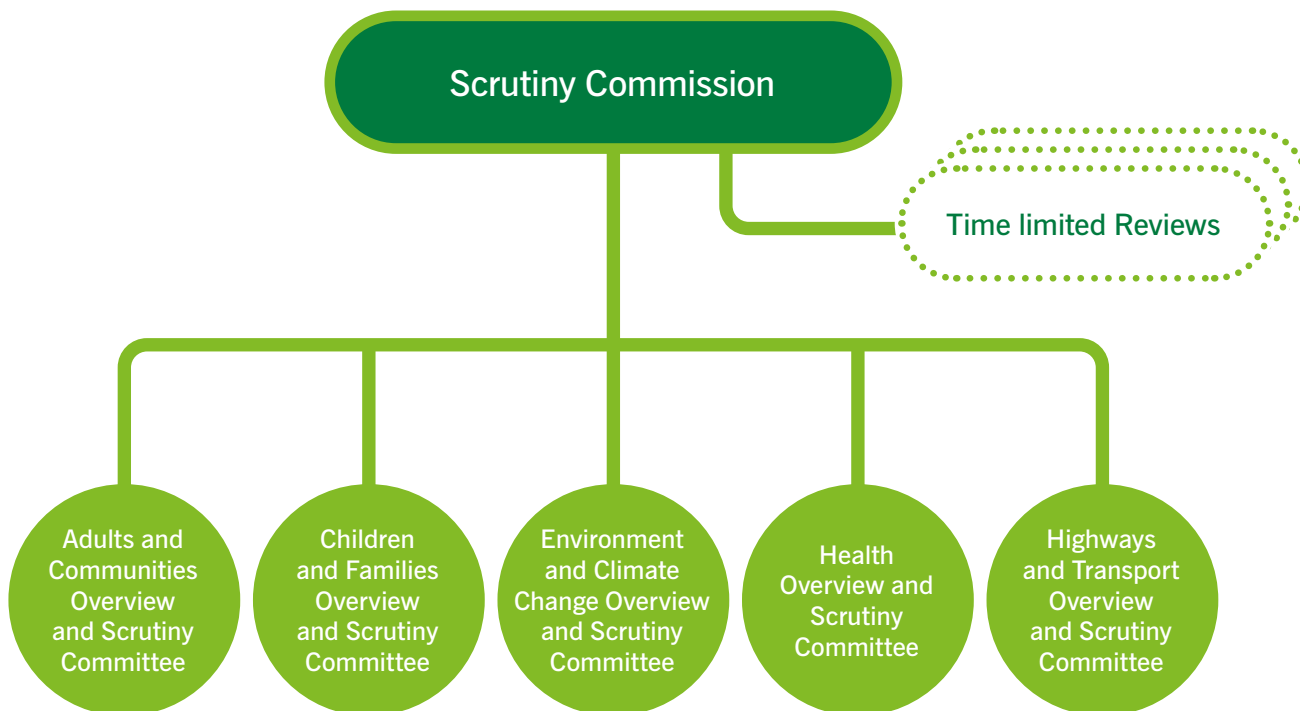 Scrutiny Commission
Time limited Reviews
Adults and
Communities
Overview
and Scrutiny
Committee
Children
and Families
Overview
and Scrutiny
Committee
Environment
and Climate
Change Overview
and Scrutiny
Committee
Health
Overview and
Scrutiny
Committee
Highways
and Transport
Overview
and Scrutiny
Committee